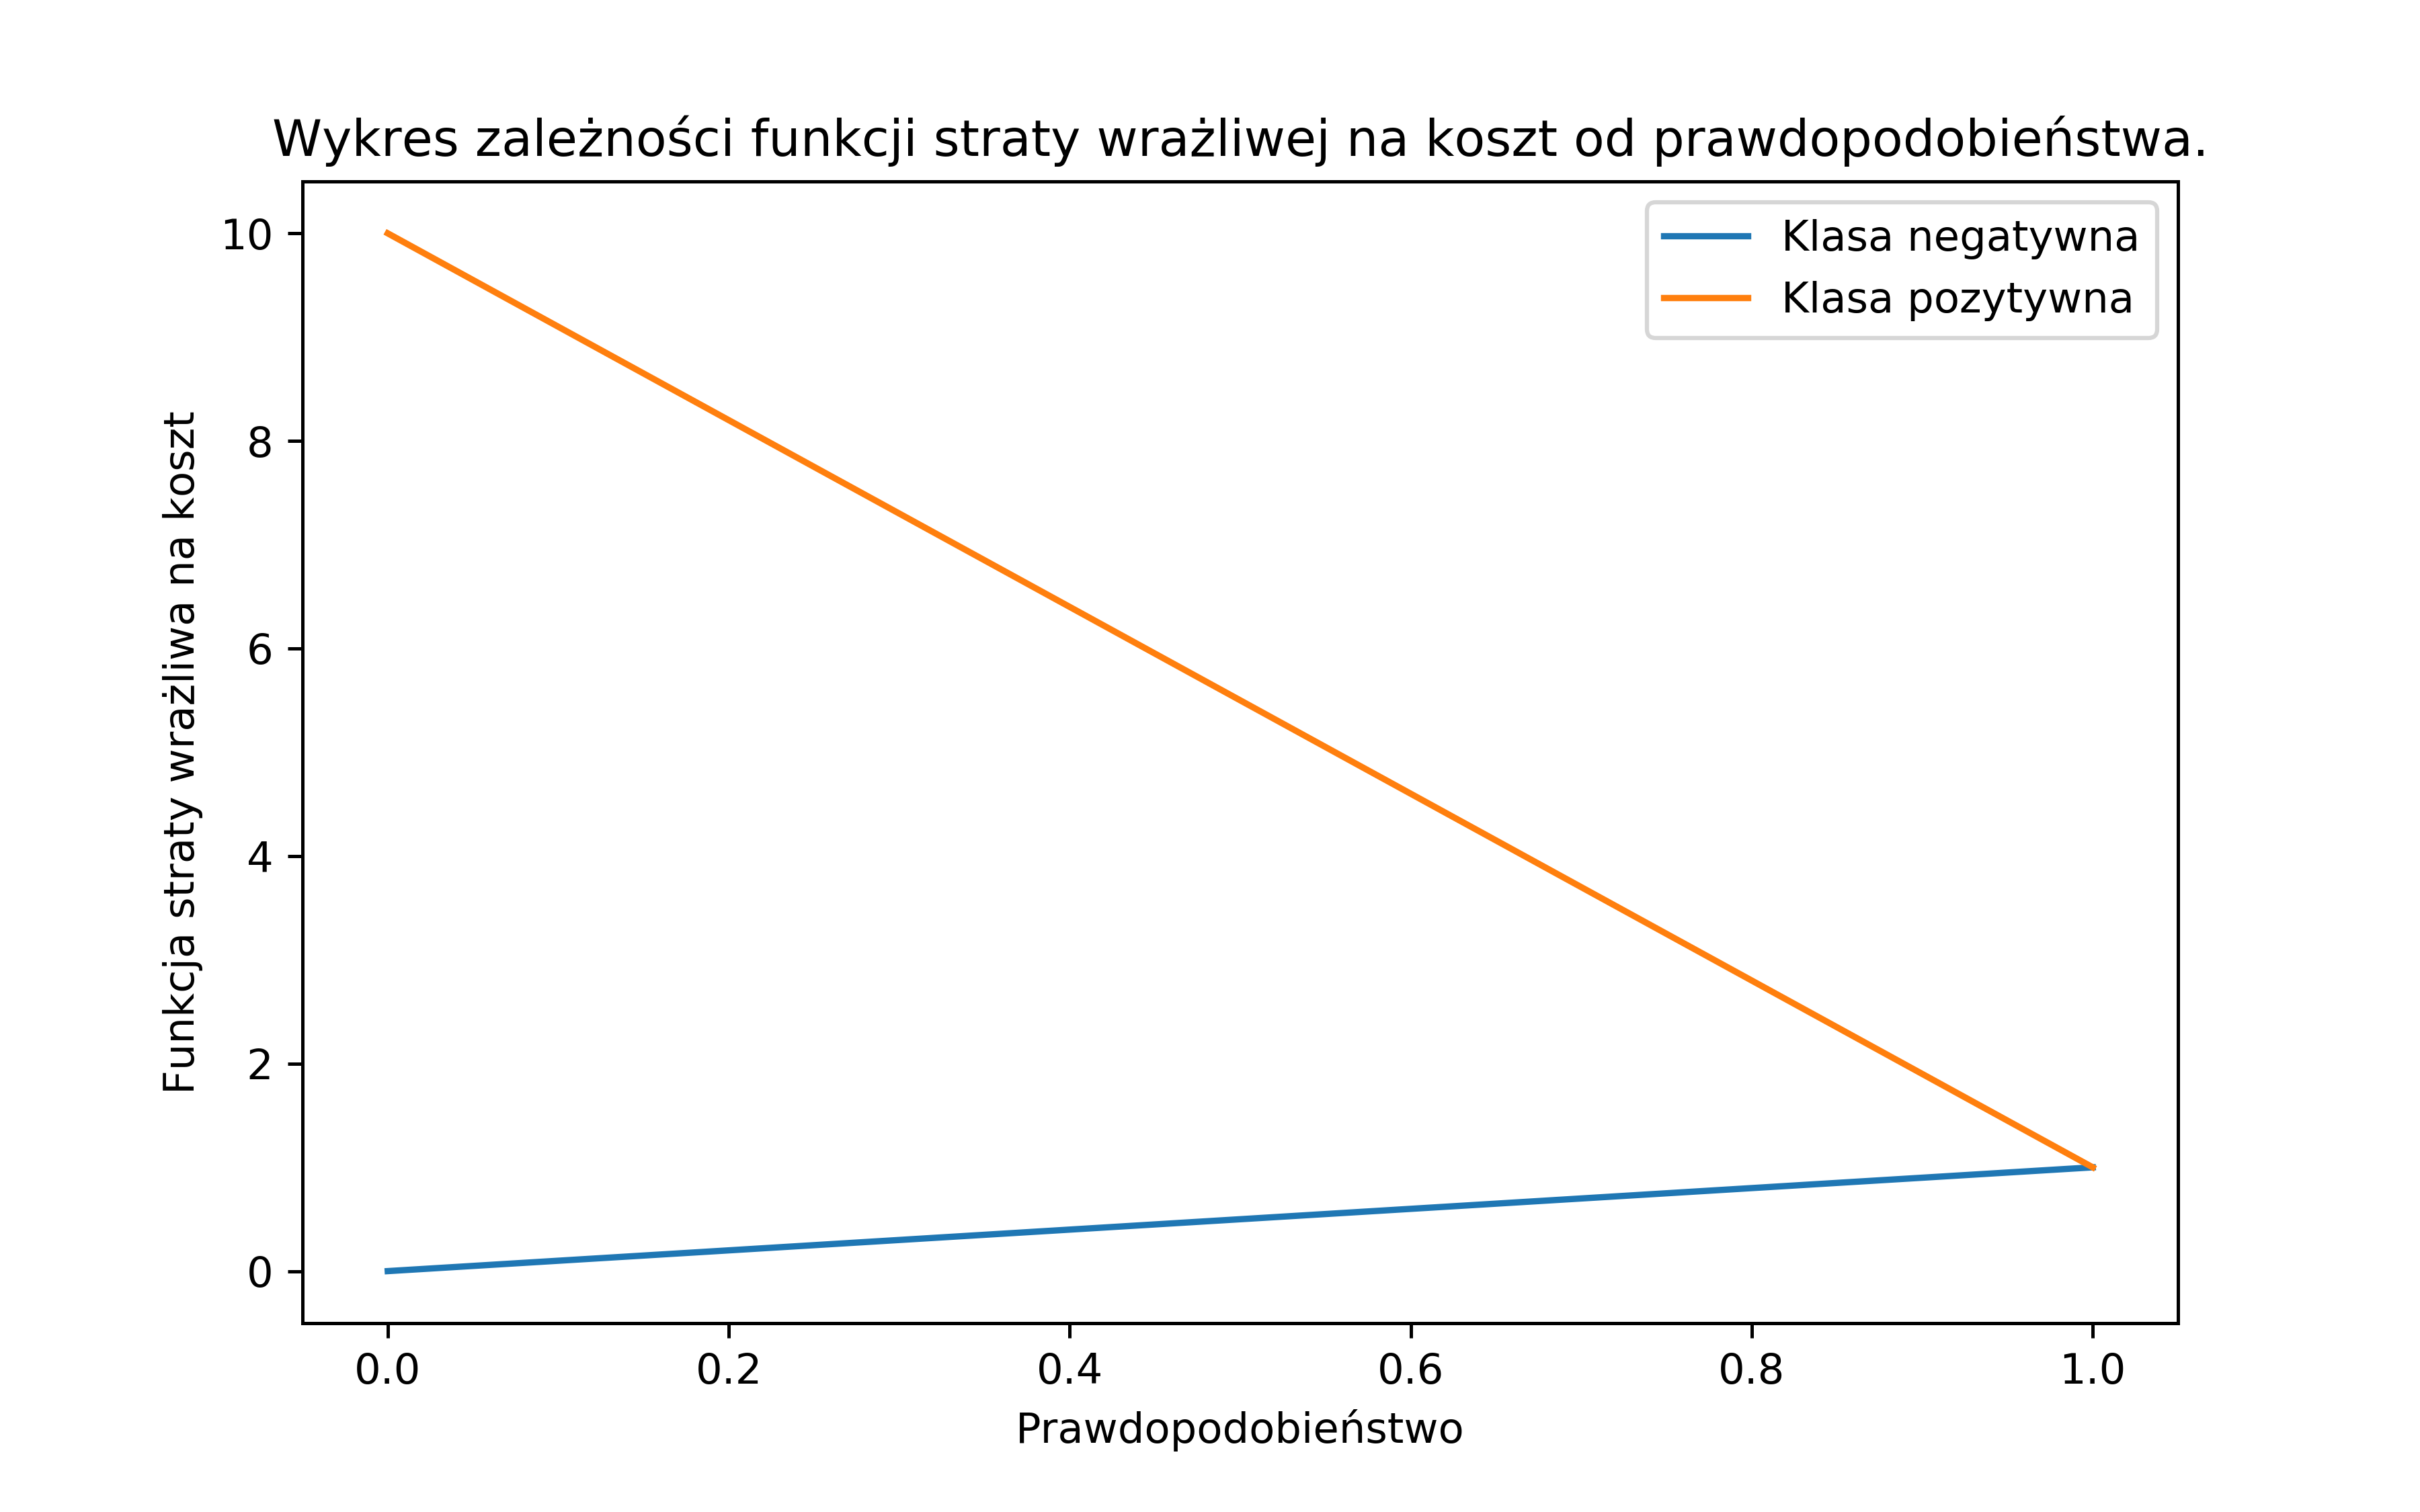 Wykres zależności funkcji straty wrażliwej na koszt od prawdopodobieństwa.
Klasa negatywna
Klasa pozytywna
Funkcja straty wrażliwa na koszt
10
8
6
4
2
0
0.0 0.2 0.4 0.6 0.8 1.0
Prawdopodobieństwo